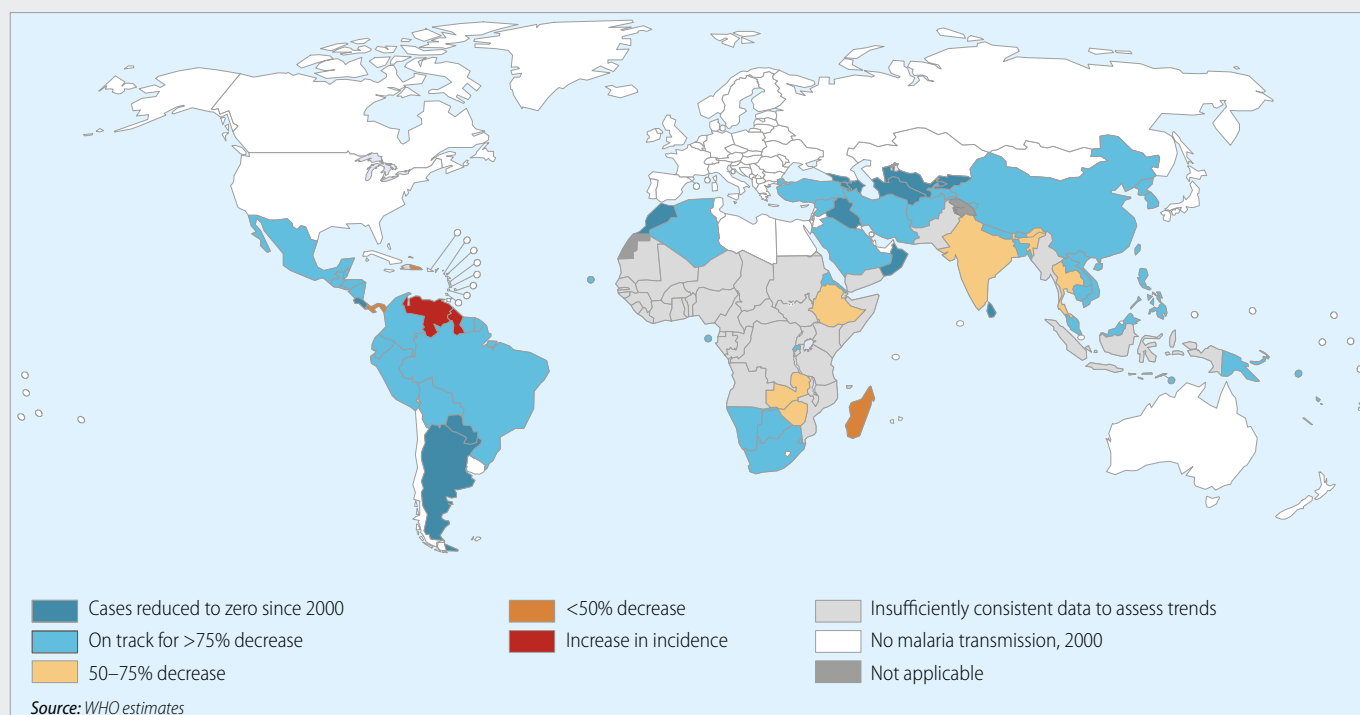 Cases reduced to zero since 2000
On track for >75% decrease
50–75% decrease
<50% decrease
Increase in incidence
Insufficiently consistent data to assess trends
No malaria transmission, 2000
Not applicable
Source: WHO estimates